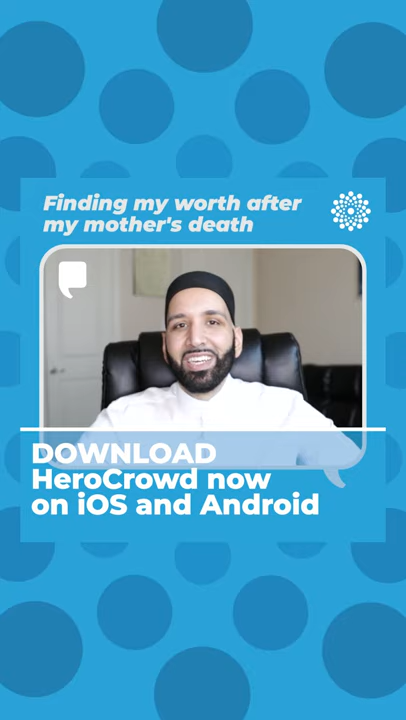 Finding my worth after
my mother's death
DOWNLOAD
HeroCrowd now
on iOS and Android